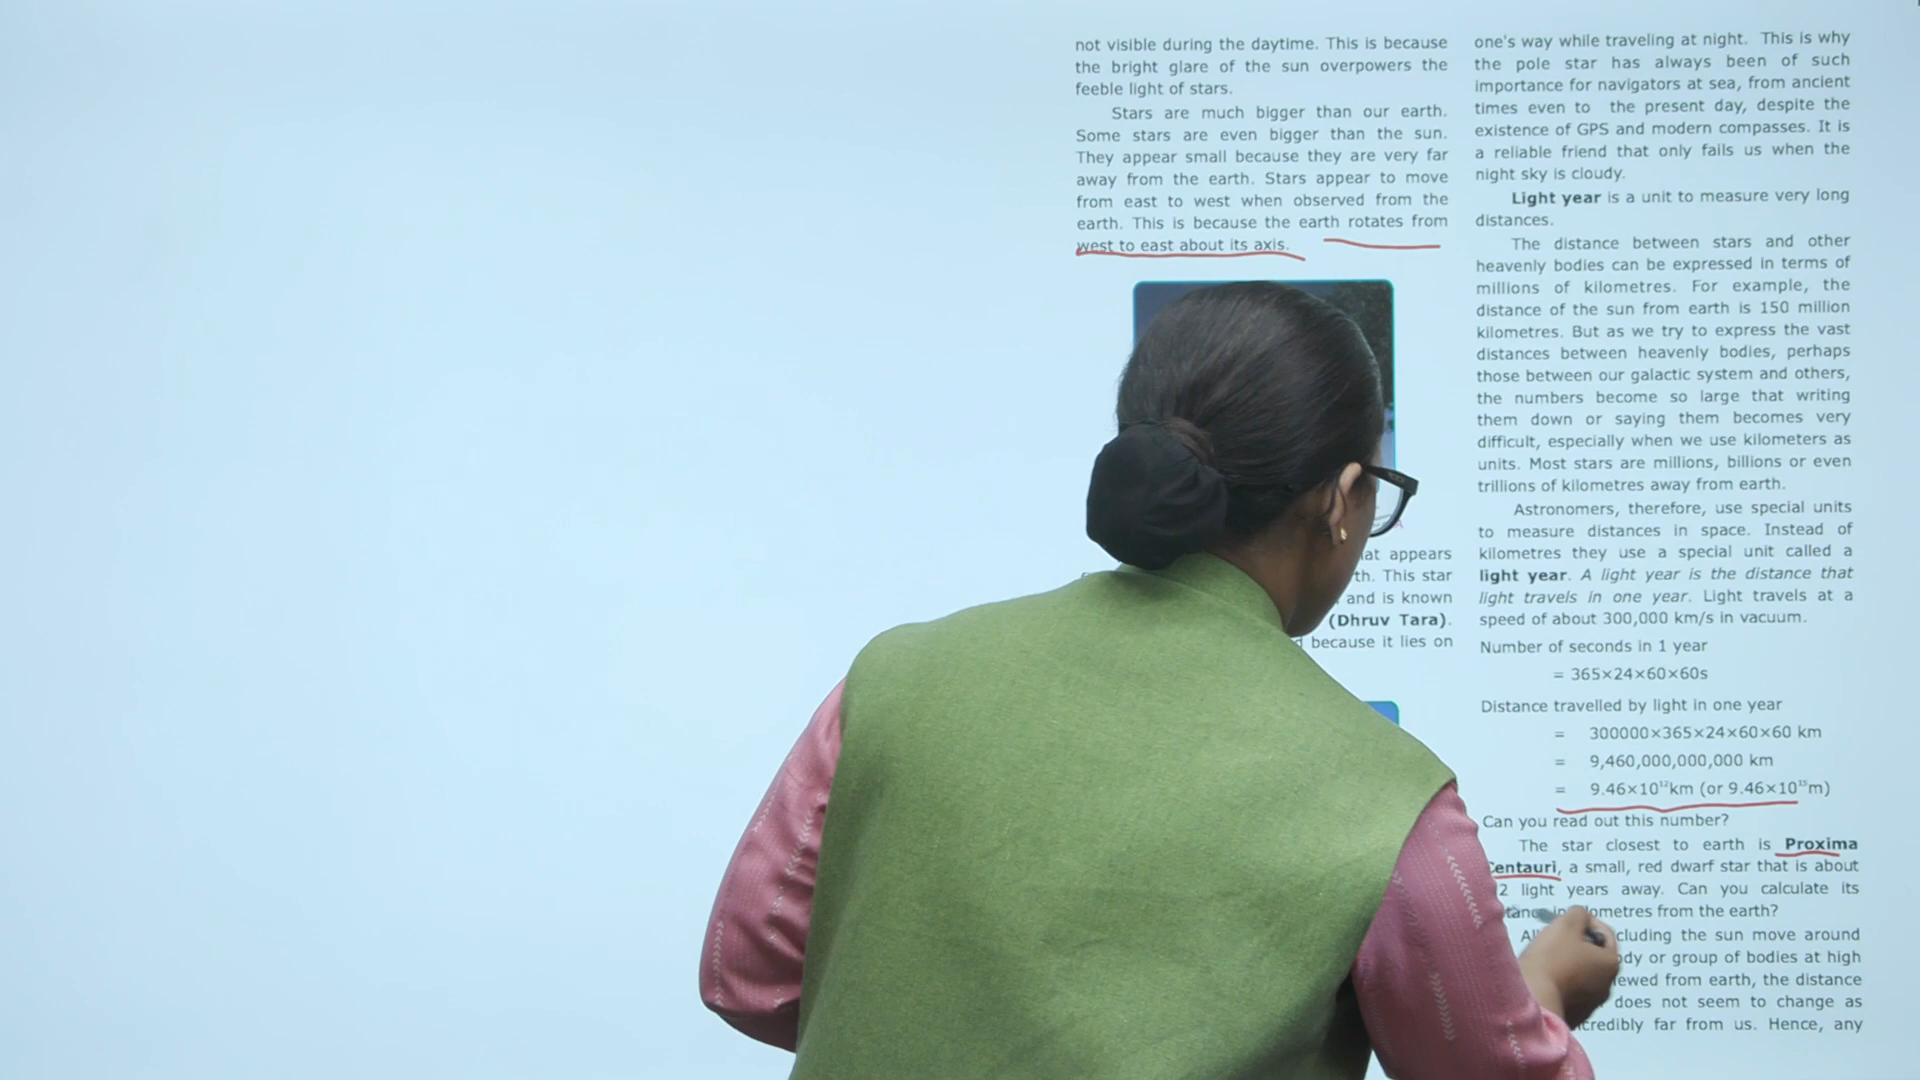 not visible during the daytime. This is because
the bright glare of the sun overpowers the
feeble light of stars.
Stars are much bigger than our earth.
Some stars are even bigger than the sun.
They appear small because they are very far
away from the earth. Stars appear to move
from east to west when observed from the
earth. This is because the earth rotates from
west to east about its axis.
appears
This star
and is known
(Dhruv Tara).
because it lies on
one's way while traveling at night. This is why
the pole star has always been of such
importance for navigators at sea, from ancient
times even to the present day, despite the
existence of GPS and modern compasses. It is
a reliable friend that only fails us when the
night sky is cloudy.
Light year is a unit to measure very long
distances.
The distance between stars and other
heavenly bodies can be expressed in terms of
millions of kilometres. For example, the
distance of the sun from earth is 150 million
kilometres. But as we try to express the vast
distances between heavenly bodies, perhaps
those between our galactic system and others,
the numbers become so large that writing
them down or saying them becomes very
difficult, especially when we use kilometers as
units. Most stars are millions, billions or even
trillions of kilometres away from earth.
Astronomers, therefore, use special units
to measure distances in space. Instead of
kilometres they use a special unit called a
light year. A light year is the distance that
light travels in one year. Light travels at a
speed of about 300,000 km/s in vacuum.
Number of seconds in 1 year
= 365×24×60×60s
Distance travelled by light in one year
= 300000×365×24×60×60 km
= 9,460,000,000,000 km
= 9.46×10¹²km (or 9.46×10¹⁵m)
Can you read out this number?
The star closest to earth is Proxima
Centauri, a small, red dwarf star that is about
light years away. Can you calculate its
from the earth?
the sun move around
or group of bodies at high
from earth, the distance
does not seem to change as
far from us. Hence, any